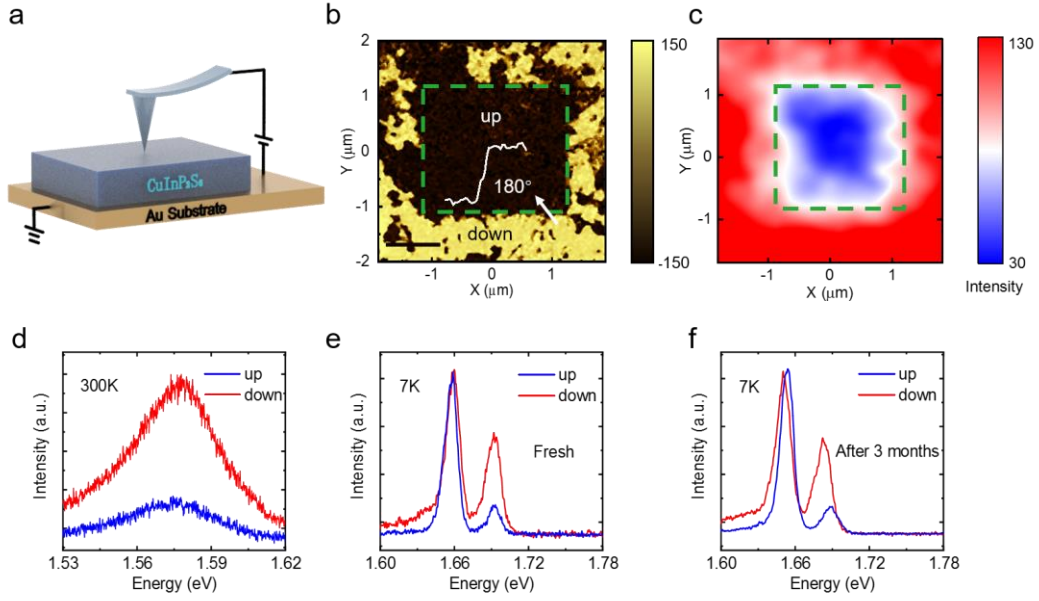 a
CuInP₂S₆
Au Substrate
b
2
1
0
-1
-2
Y (μm)
-1
0
1
X (μm)
up
180°
down
150
-150
c
1
0
-1
Y (μm)
-1
0
1
X (μm)
130
30
Intensity
d
300K
up
down
Intensity (a.u.)
1.53
1.56
1.59
1.62
Energy (eV)
e
7K
up
down
Fresh
Intensity (a.u.)
1.60
1.66
1.72
1.78
Energy (eV)
f
7K
up
down
After 3 months
Intensity (a.u.)
1.60
1.66
1.72
1.78
Energy (eV)